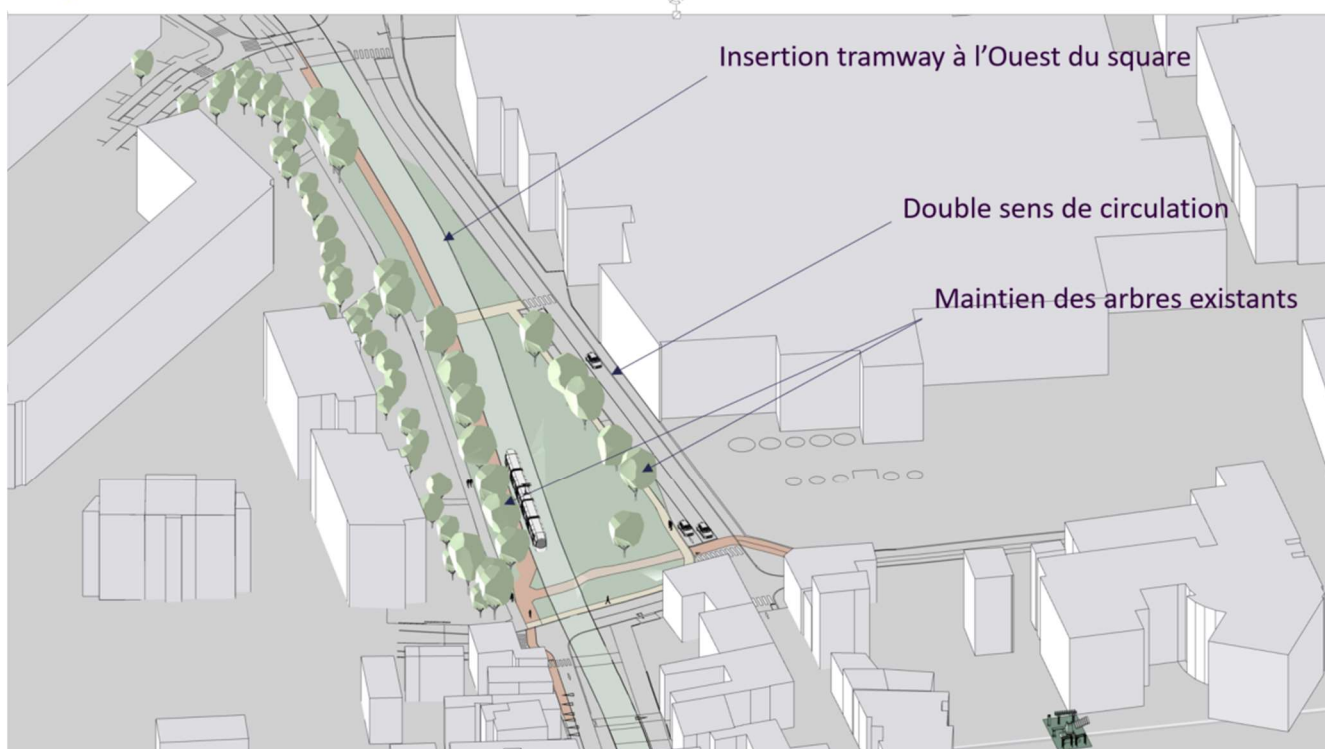 Insertion tramway à l’Ouest du square
Double sens de circulation
Maintien des arbres existants